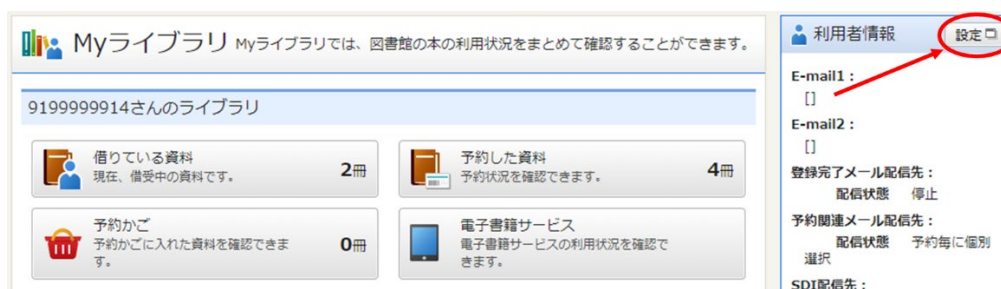 Myライブラリ Myライブラリでは、図書館の本の利用状況をまとめて確認することができます。
9199999914さんのライブラリ
借りている資料
現在、借受中の資料です。
2冊
予約した資料
予約状況を確認できます。
4冊
予約かご
予約かごに入れた資料を確認できま
す。
0冊
電子書籍サービス
電子書籍サービスの利用状況を確認で
きます。
利用者情報
設定
E-mail1：
[]
E-mail2：
[]
登録完了メール配信先：
配信状態 停止
予約関連メール配信先：
配信状態 予約毎に個別
選択
SDI配信先：